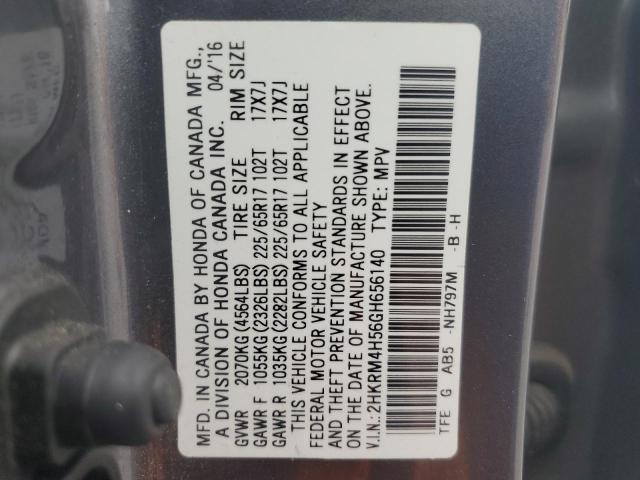 MFD. IN CANADA BY HONDA OF CANADA MFG.,
A DIVISION OF HONDA CANADA INC. 04/'16
GVWR 2070KG (4564LBS) TIRE SIZE RIM SIZE
GAWR F 1055KG (2326LBS) 225/65R17 102T 17X7J
GAWR R 1035KG (2282LBS) 225/65R17 102T 17X7J
THIS VEHICLE CONFORMS TO ALL APPLICABLE
FEDERAL MOTOR VEHICLE SAFETY
AND THEFT PREVENTION STANDARDS IN EFFECT
ON THE DATE OF MANUFACTURE SHOWN ABOVE.
V.I.N.: 2HKRM4H56GH656140 TYPE: MPV
TFE G AB5 -NH797M -B -H